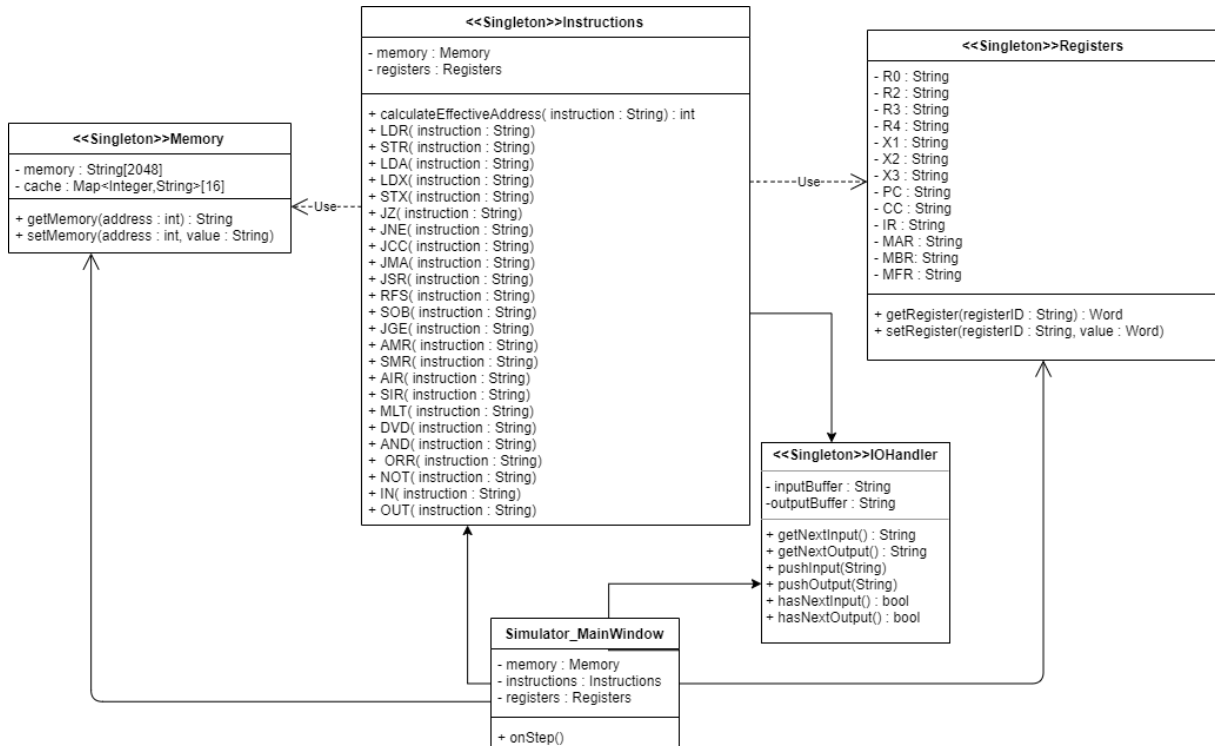 <<Singleton>>Instructions
- memory : Memory
- registers : Registers
+ calculateEffectiveAddress( instruction : String) : int
+ LDR( instruction : String)
+ STR( instruction : String)
+ LDA( instruction : String)
+ LDX( instruction : String)
+ STX( instruction : String)
+ JZ( instruction : String)
+ JNE( instruction : String)
+ JCC( instruction : String)
+ JMA( instruction : String)
+ JSR( instruction : String)
+ RFS( instruction : String)
+ SOB( instruction : String)
+ JGE( instruction : String)
+ AMR( instruction : String)
+ SMR( instruction : String)
+ AIR( instruction : String)
+ SIR( instruction : String)
+ MLT( instruction : String)
+ DVD( instruction : String)
+ AND( instruction : String)
+ ORR( instruction : String)
+ NOT( instruction : String)
+ IN( instruction : String)
+ OUT( instruction : String)
<<Singleton>>Memory
- memory : String[2048]
- cache : Map<Integer,String>[16]
+ getMemory(address : int) : String
+ setMemory(address : int, value : String)
Use
Use
<<Singleton>>Registers
- R0 : String
- R2 : String
- R3 : String
- R4 : String
- X1 : String
- X2 : String
- X3 : String
- PC : String
- CC : String
- IR : String
- MAR : String
- MBR: String
- MFR : String
+ getRegister(registerID : String) : Word
+ setRegister(registerID : String, value : Word)
<<Singleton>>IOHandler
- inputBuffer : String
-outputBuffer : String
+ getNextInput() : String
+ getNextOutput() : String
+ pushInput(String)
+ pushOutput(String)
+ hasNextInput() : bool
+ hasNextOutput() : bool
Simulator_MainWindow
- memory : Memory
- instructions : Instructions
- registers : Registers
+ onStep()